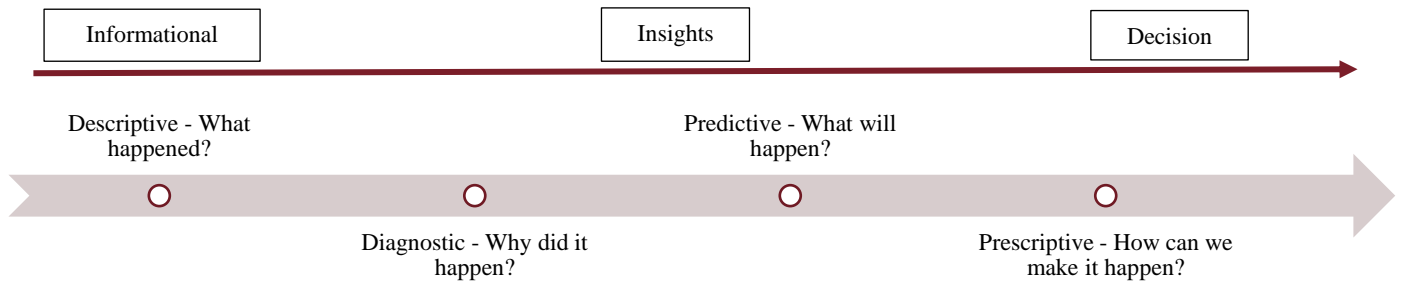 Informational
Insights
Decision
Descriptive - What
happened?
Predictive - What will
happen?
Diagnostic - Why did it
happen?
Prescriptive - How can we
make it happen?